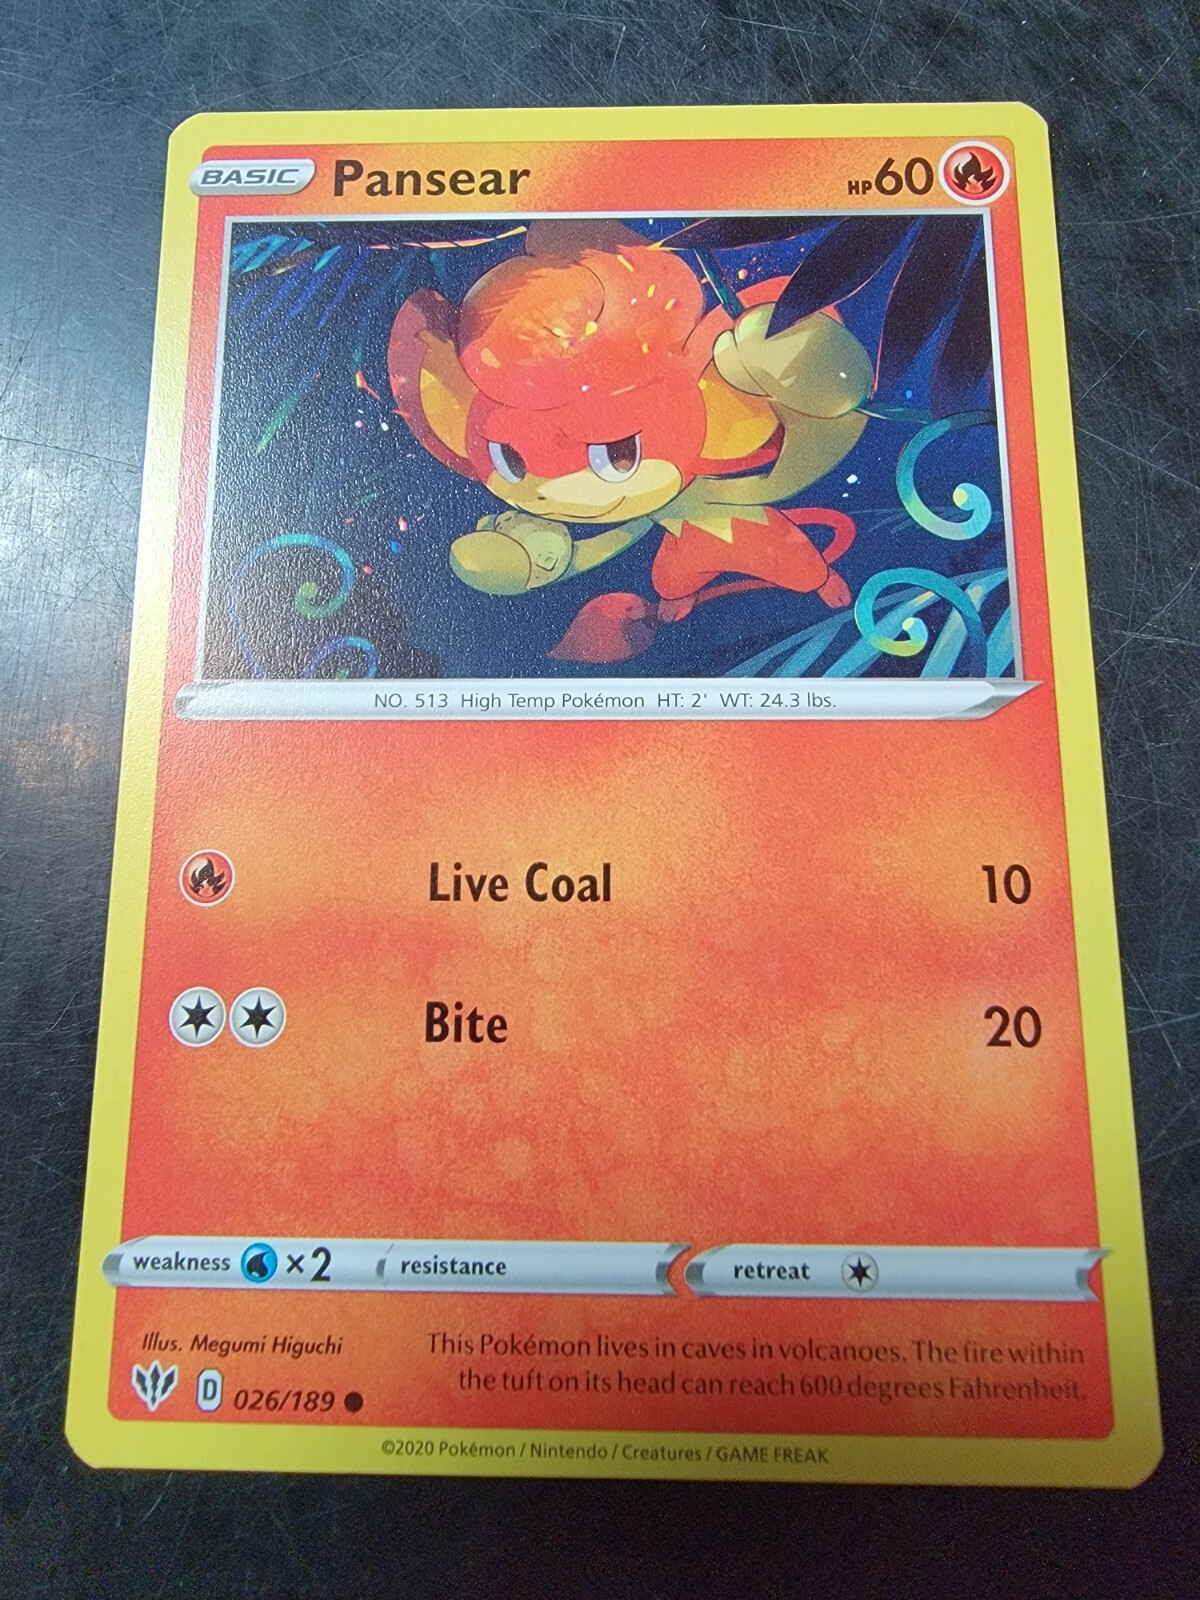 BASIC Pansear HP 60
NO. 513 High Temp Pokémon HT: 2' WT: 24.3 lbs.
Live Coal 10
Bite 20
weakness ×2 resistance retreat
Illus. Megumi Higuchi
This Pokémon lives in caves in volcanoes. The fire within
the tuft on its head can reach 600 degrees Fahrenheit.
D 026/189
©2020 Pokémon / Nintendo / Creatures / GAME FREAK